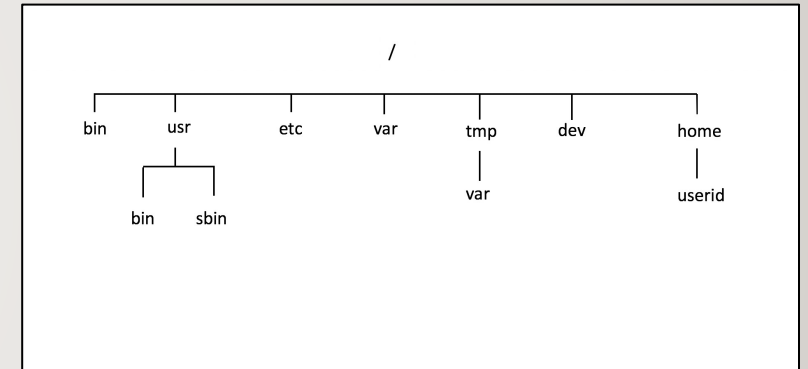 /
bin usr etc var tmp dev home
var userid
bin sbin